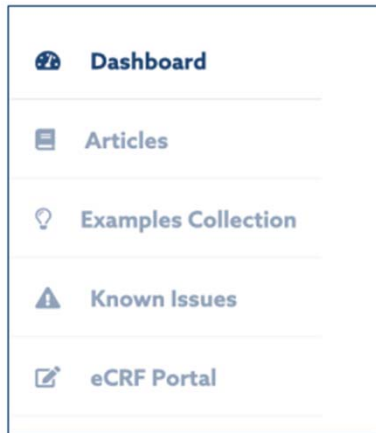 Dashboard
Articles
Examples Collection
Known Issues
eCRF Portal